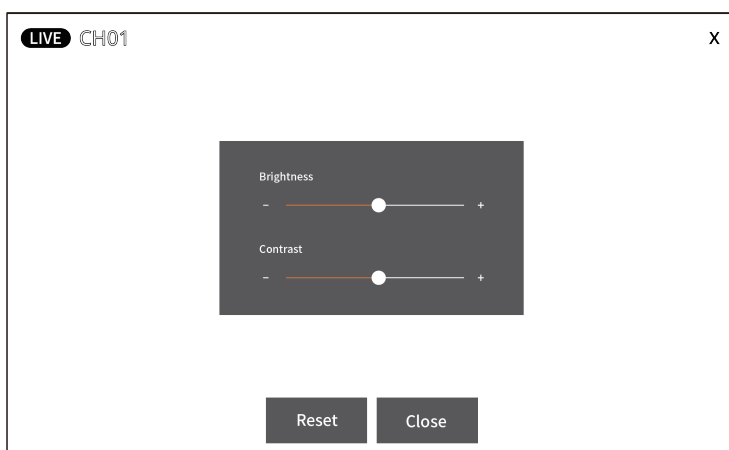 LIVE CH01 X
Brightness
- +
Contrast
- +
Reset Close